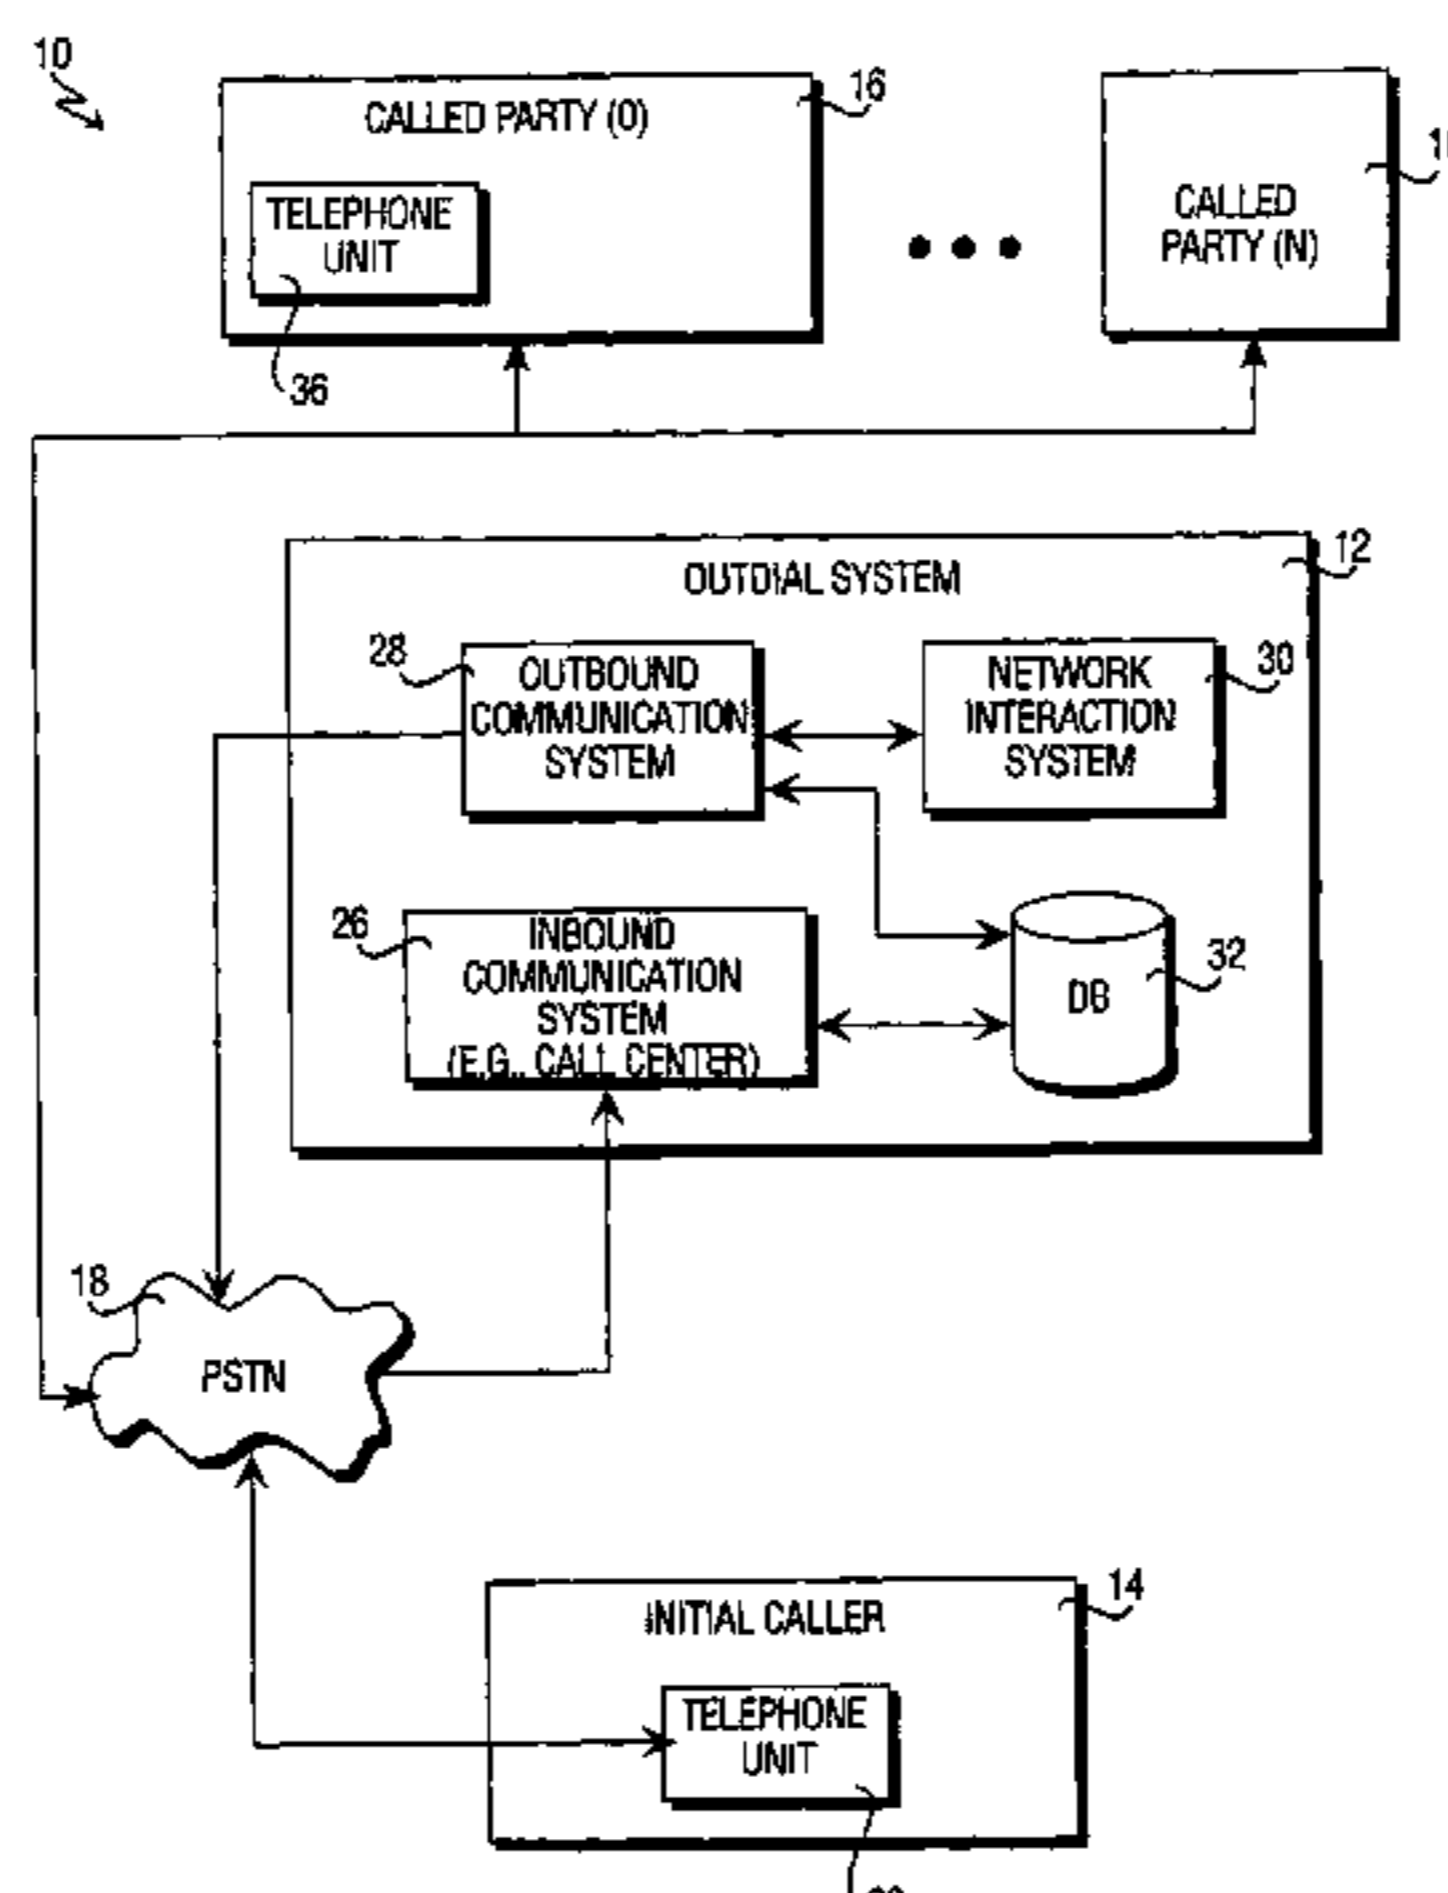 10
CALLED PARTY (0)
16
TELEPHONE
UNIT
36
CALLED
PARTY (N)
OUTDIAL SYSTEM
12
28
OUTBOUND
COMMUNICATION
SYSTEM
NETWORK
INTERACTION
SYSTEM
30
26
INBOUND
COMMUNICATION
SYSTEM
(E.G., CALL CENTER)
DB
32
18
PSTN
INITIAL CALLER
14
TELEPHONE
UNIT